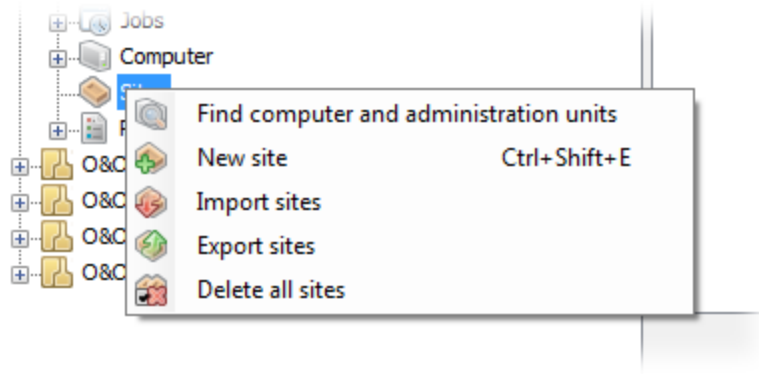 Jobs
Computer
Find computer and administration units
New site Ctrl+Shift+E
O&O
Import sites
O&O
Export sites
O&O
Delete all sites
O&O